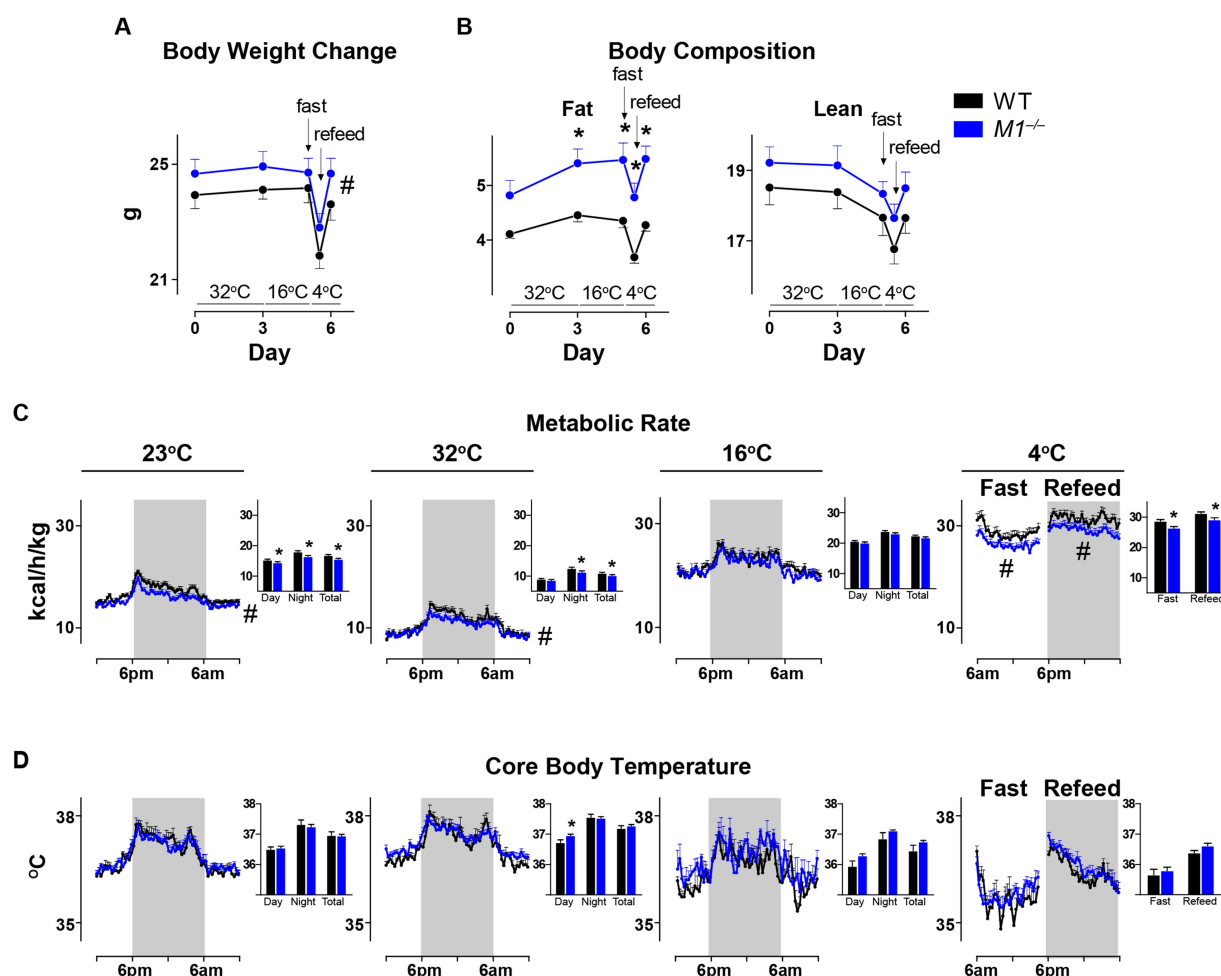 A
Body Weight Change
fast
refeed
25
#
g
21
32°C 16°C 4°C
0 3 6
Day
B
Body Composition
fast
refeed
Fat
* * * *
5
4
32°C 16°C 4°C
0 3 6
Day
Lean
fast
refeed
19
17
0 3 6
Day
WT
M1–/–
C
Metabolic Rate
23°C 32°C 16°C 4°C
Fast Refeed
kcal/h/kg
30
10
6pm 6am
#
30
20
10
* * *
Day Night Total
30
10
6pm 6am
#
30
20
10
* *
Day Night Total
30
10
6pm 6am
30
20
10
Day Night Total
30
10
6am 6pm
# #
30
20
10
* *
Fast Refeed
D
Core Body Temperature
Fast Refeed
°C
38
35
6pm 6am
38
37
36
Day Night Total
38
35
6pm 6am
38
37
36
*
Day Night Total
38
35
6pm 6am
38
37
36
Day Night Total
38
35
6am 6pm
38
37
36
Fast Refeed